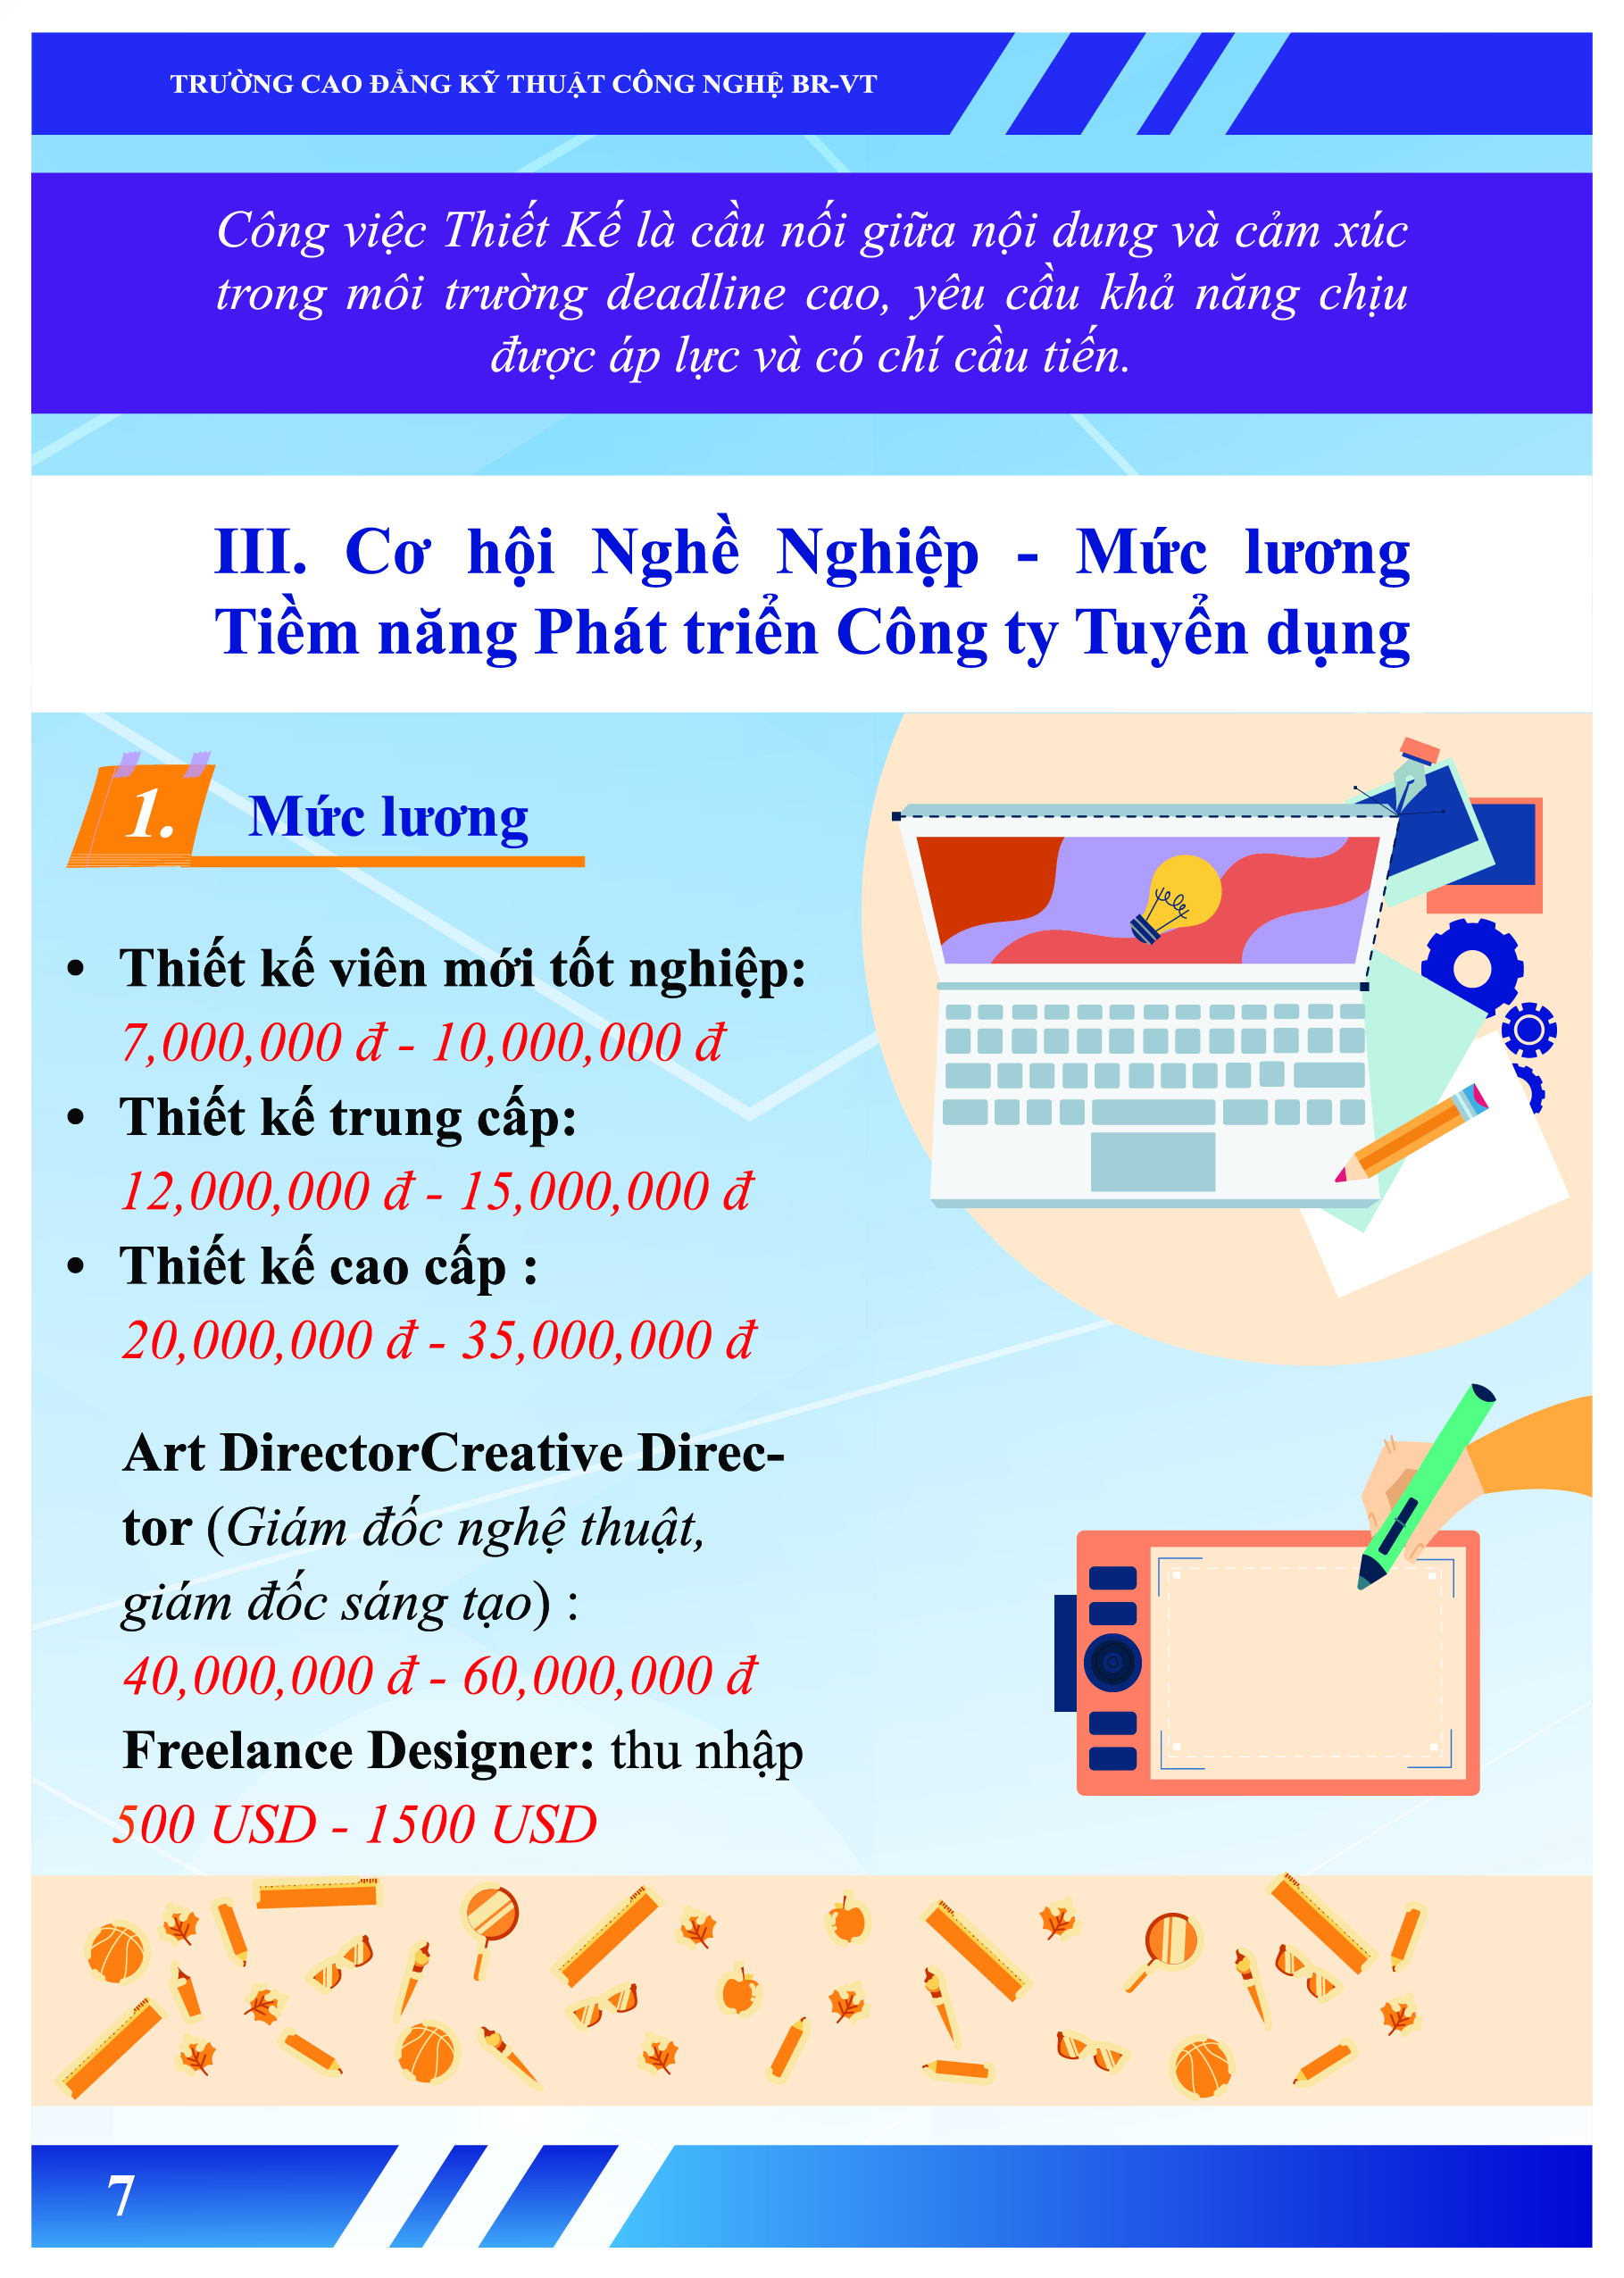 TRƯỜNG CAO ĐẲNG KỸ THUẬT CÔNG NGHỆ BR-VT
Công việc Thiết Kế là cầu nối giữa nội dung và cảm xúc
trong môi trường deadline cao, yêu cầu khả năng chịu
được áp lực và có chí cầu tiến.
III. Cơ hội Nghề Nghiệp - Mức lương
Tiềm năng Phát triển Công ty Tuyển dụng
1. Mức lương
• Thiết kế viên mới tốt nghiệp:
7,000,000 đ - 10,000,000 đ
• Thiết kế trung cấp:
12,000,000 đ - 15,000,000 đ
• Thiết kế cao cấp :
20,000,000 đ - 35,000,000 đ
Art DirectorCreative Direc-
tor (Giám đốc nghệ thuật,
giám đốc sáng tạo) :
40,000,000 đ - 60,000,000 đ
Freelance Designer: thu nhập
500 USD - 1500 USD
7